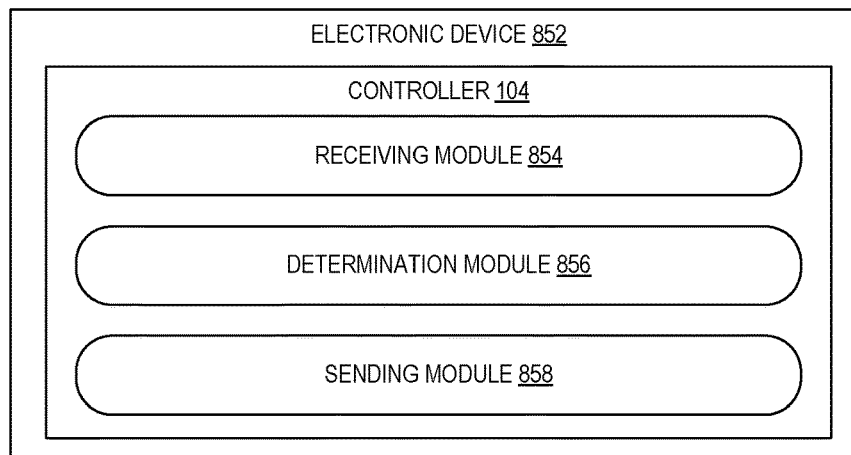 ELECTRONIC DEVICE 852
CONTROLLER 104
RECEIVING MODULE 854
DETERMINATION MODULE 856
SENDING MODULE 858